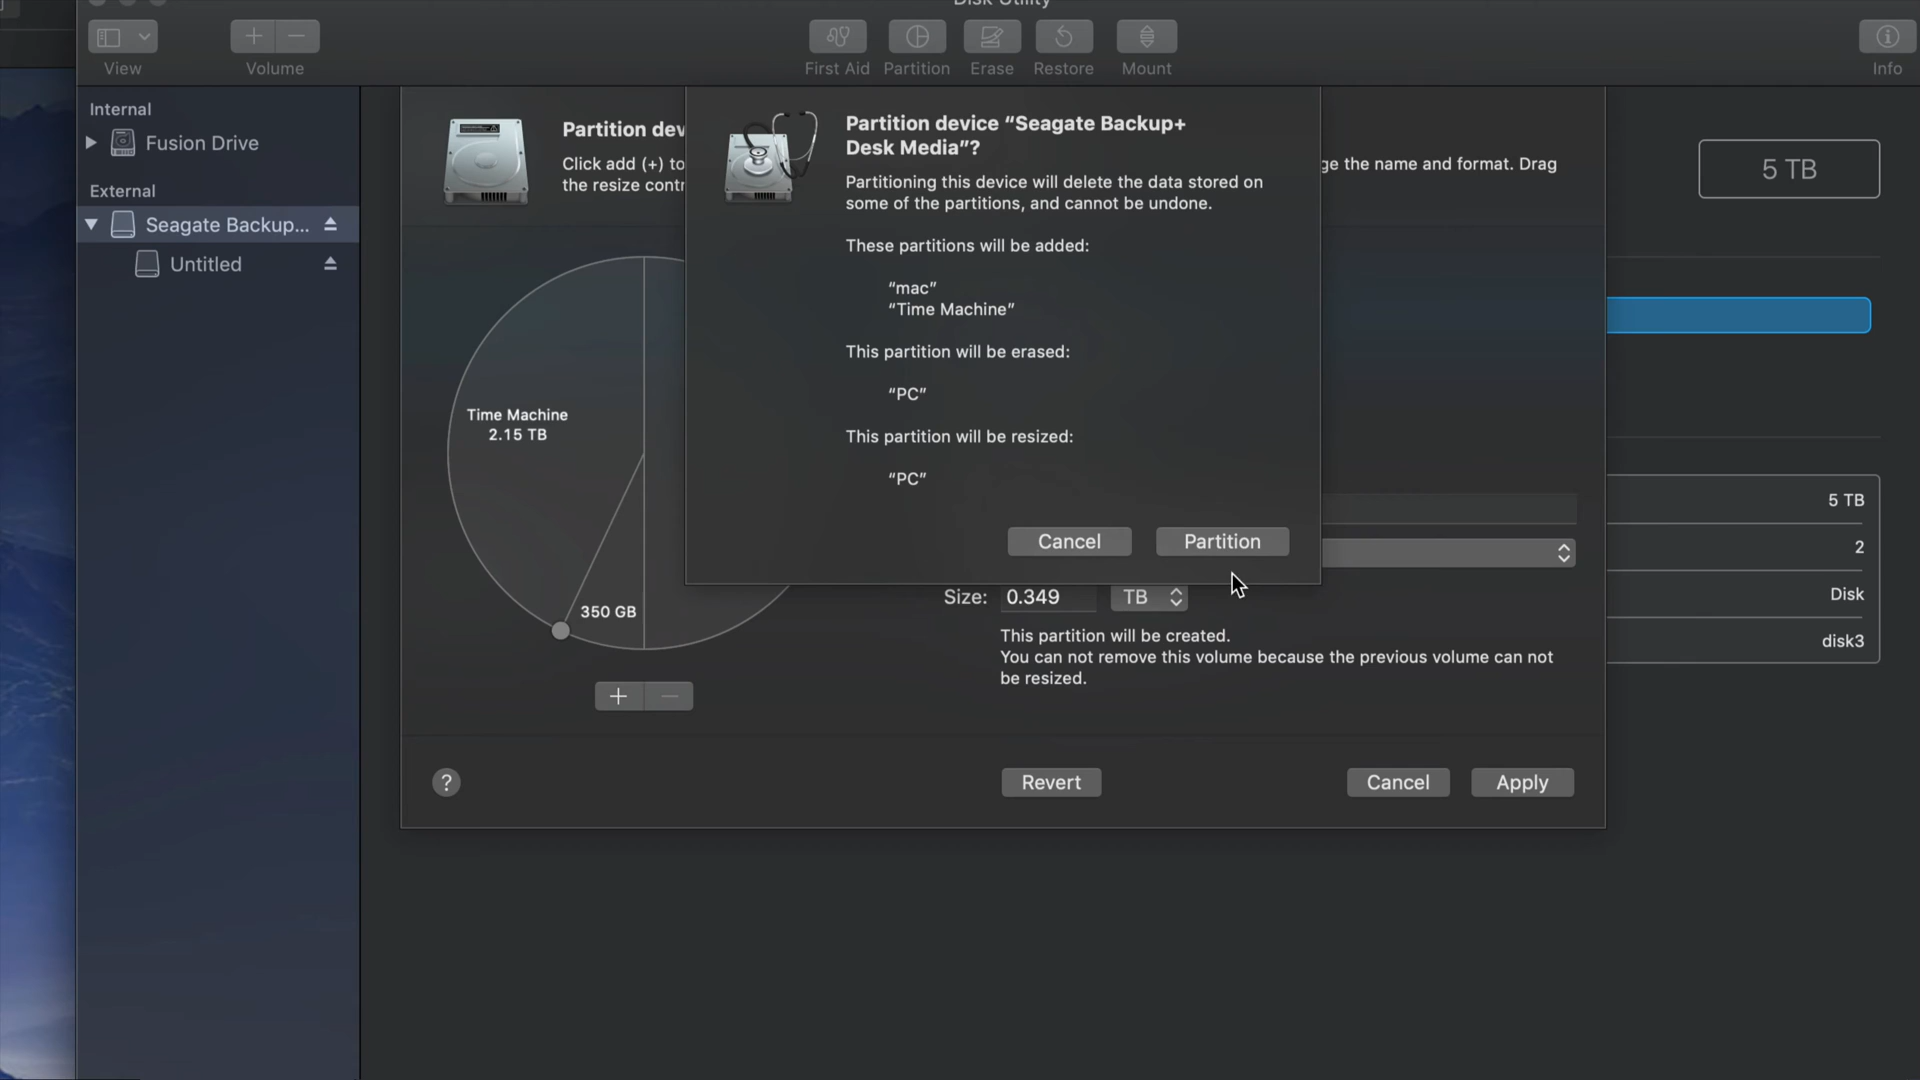 Disk Utility
View
Volume
First Aid
Partition
Erase
Restore
Mount
Info
Internal
Fusion Drive
External
Seagate Backup...
Untitled
Partition dev
Click add (+) to
the resize contr
ge the name and format. Drag
Partition device “Seagate Backup+
Desk Media”?
Partitioning this device will delete the data stored on
some of the partitions, and cannot be undone.
These partitions will be added:
“mac”
“Time Machine”
This partition will be erased:
“PC”
This partition will be resized:
“PC”
Cancel
Partition
Time Machine
2.15 TB
350 GB
Size: 0.349 TB
This partition will be created.
You can not remove this volume because the previous volume can not
be resized.
?
Revert
Cancel
Apply
5 TB
5 TB
2
Disk
disk3